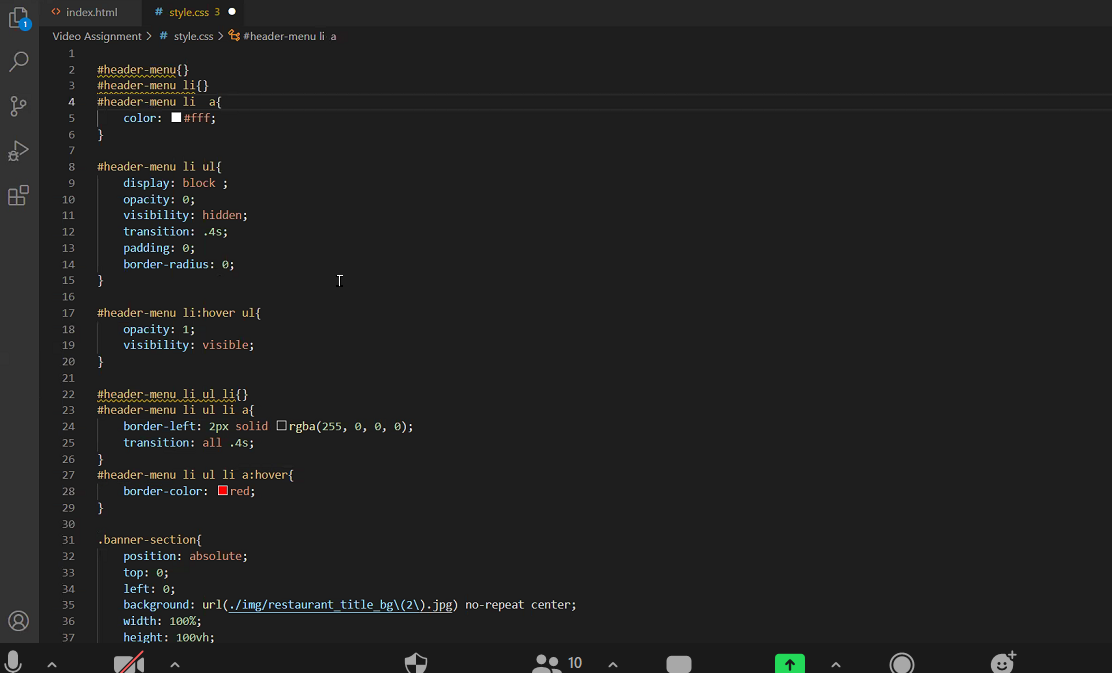 index.html
# style.css 3
1
Video Assignment > # style.css > #header-menu li a
1
2 #header-menu{}
3 #header-menu li{}
4 #header-menu li  a{
5 color: #fff;
6 }
7
8 #header-menu li ul{
9 display: block ;
10 opacity: 0;
11 visibility: hidden;
12 transition: .4s;
13 padding: 0;
14 border-radius: 0;
15 }
16
17 #header-menu li:hover ul{
18 opacity: 1;
19 visibility: visible;
20 }
21
22 #header-menu li ul li{}
23 #header-menu li ul li a{
24 border-left: 2px solid rgba(255, 0, 0, 0);
25 transition: all .4s;
26 }
27 #header-menu li ul li a:hover{
28 border-color: red;
29 }
30
31 .banner-section{
32 position: absolute;
33 top: 0;
34 left: 0;
35 background: url(./img/restaurant_title_bg\(2\).jpg) no-repeat center;
36 width: 100%;
37 height: 100vh;
10